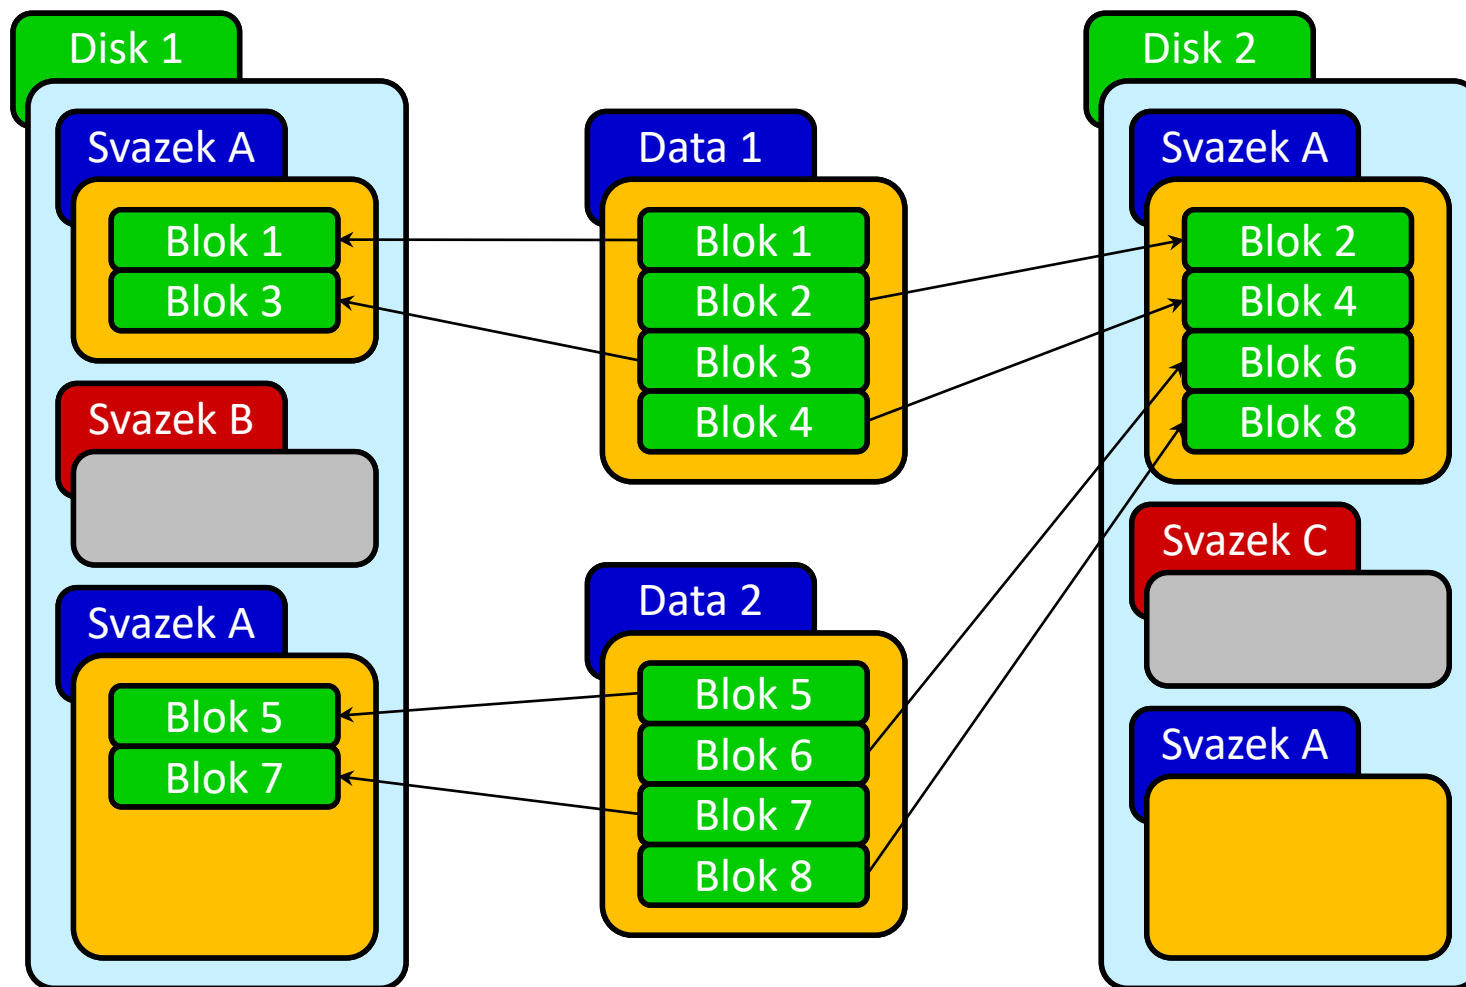 Disk 1
Svazek A
Blok 1
Blok 3
Svazek B
Svazek A
Blok 5
Blok 7
Data 1
Blok 1
Blok 2
Blok 3
Blok 4
Data 2
Blok 5
Blok 6
Blok 7
Blok 8
Disk 2
Svazek A
Blok 2
Blok 4
Blok 6
Blok 8
Svazek C
Svazek A